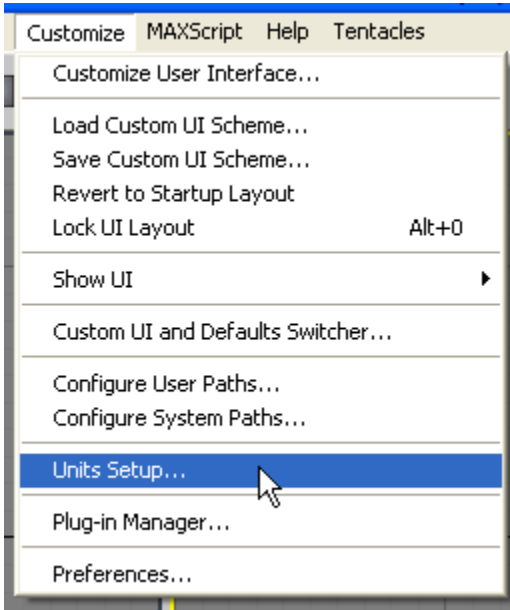 Customize MAXScript Help Tentacles
Customize User Interface...
Load Custom UI Scheme...
Save Custom UI Scheme...
Revert to Startup Layout
Lock UI Layout Alt+0
Show UI
Custom UI and Defaults Switcher...
Configure User Paths...
Configure System Paths...
Units Setup...
Plug-in Manager...
Preferences...